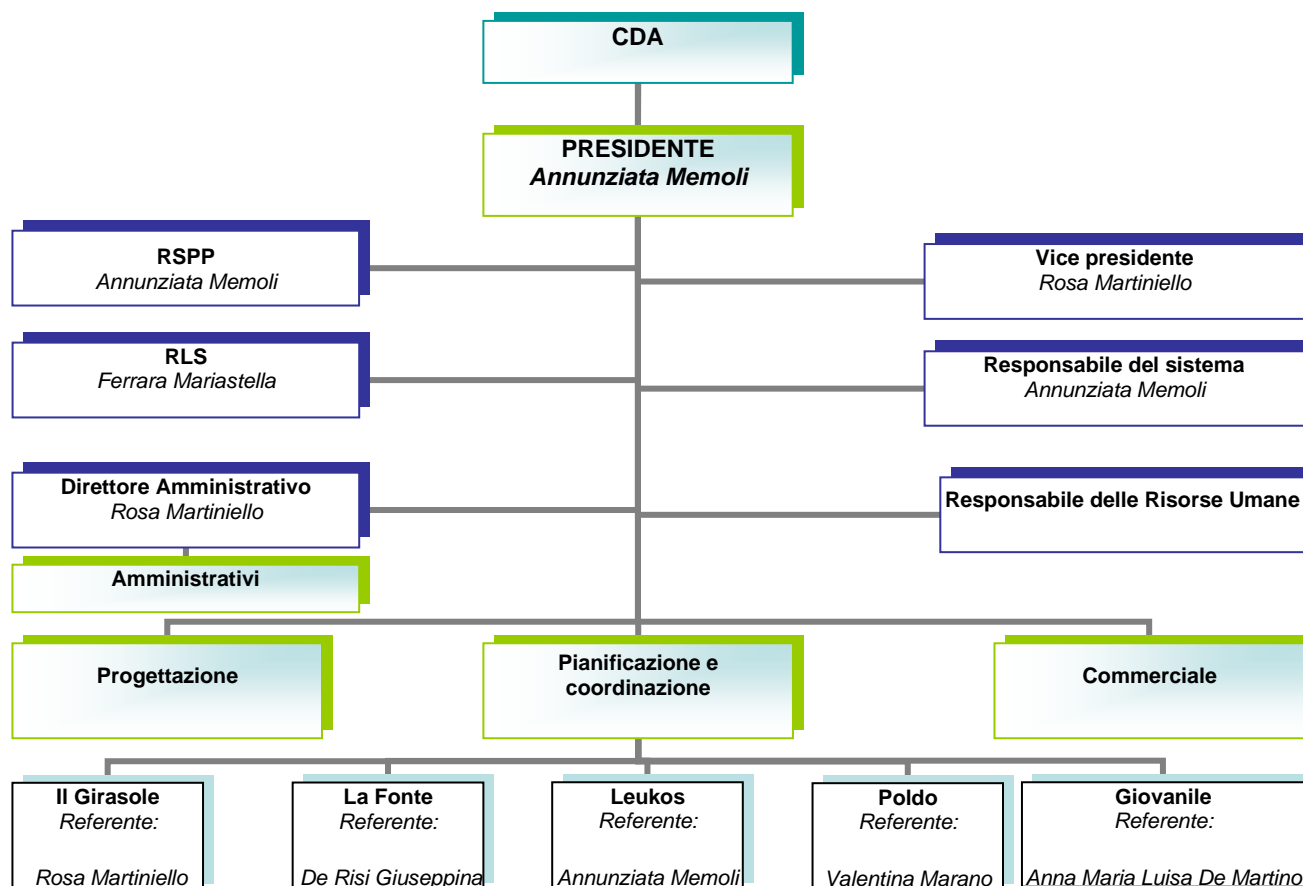 CDA
PRESIDENTE
Annunziata Memoli
RSPP
Annunziata Memoli
Vice presidente
Rosa Martiniello
RLS
Ferrara Mariastella
Responsabile del sistema
Annunziata Memoli
Direttore Amministrativo
Rosa Martiniello
Responsabile delle Risorse Umane
Amministrativi
Progettazione
Pianificazione e
coordinazione
Commerciale
Il Girasole
Referente:
Rosa Martiniello
La Fonte
Referente:
De Risi Giuseppina
Leukos
Referente:
Annunziata Memoli
Poldo
Referente:
Valentina Marano
Giovanile
Referente:
Anna Maria Luisa De Martino